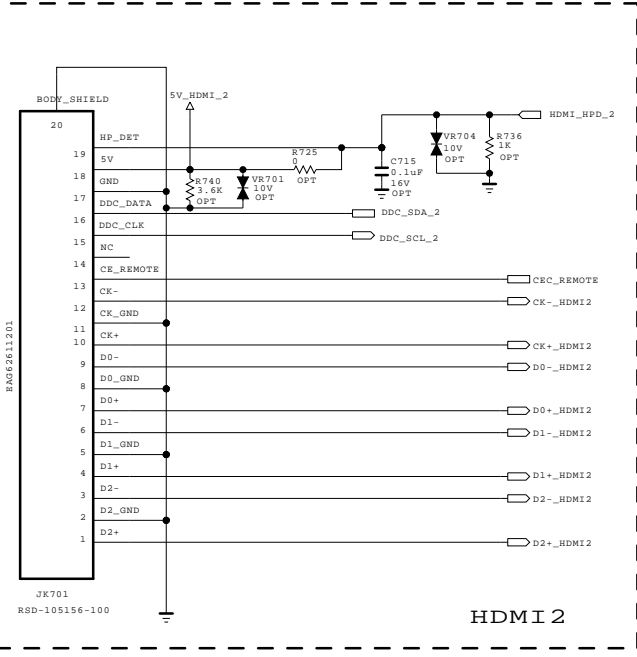 BODY_SHIELD
5V_HDMI_2
HDMI_HPD_2
20
HP_DET
R725
0
OPT
VR704
10V
OPT
R736
1K
OPT
19
5V
C715
0.1uF
16V
OPT
18
GND
R740
3.6K
OPT
VR701
10V
OPT
17
DDC_DATA
DDC_SDA_2
16
DDC_CLK
DDC_SCL_2
15
NC
14
CE_REMOTE
CEC_REMOTE
13
CK-
CK-_HDMI2
12
CK_GND
11
CK+
CK+_HDMI2
10
D0-
D0-_HDMI2
9
D0_GND
8
D0+
D0+_HDMI2
7
D1-
D1-_HDMI2
6
D1_GND
5
D1+
D1+_HDMI2
4
D2-
D2-_HDMI2
3
D2_GND
2
D2+
D2+_HDMI2
1
EAG62611201
JK701
RSD-105156-100
HDMI2